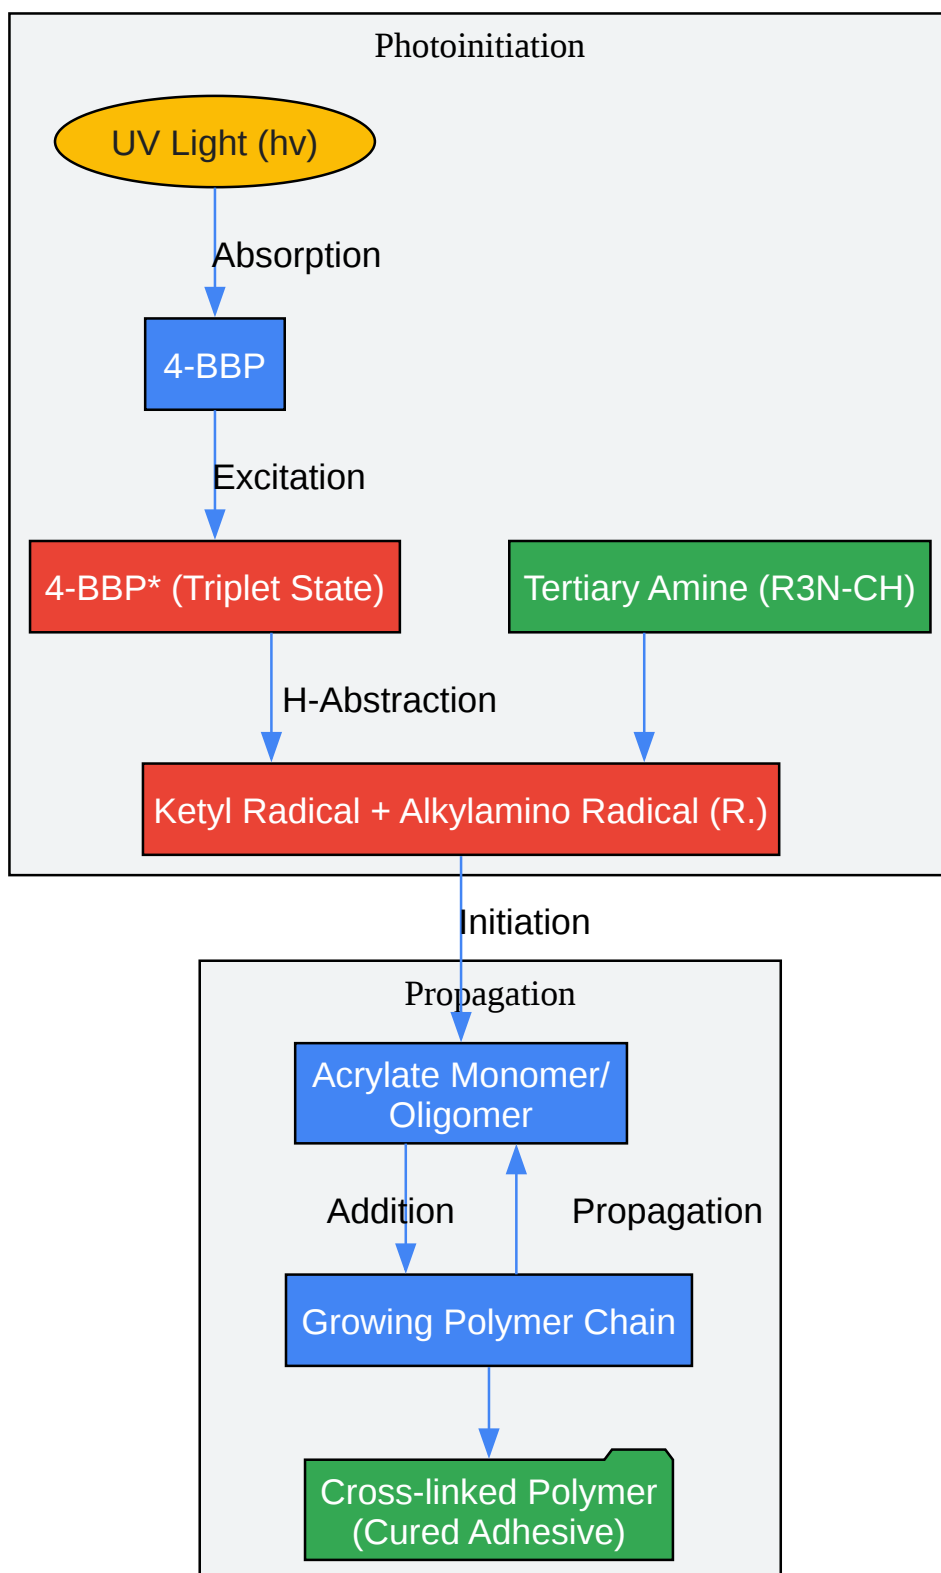 Photoinitiation
UV Light (hv)
Absorption
4-BBP
Excitation
4-BBP* (Triplet State)
Tertiary Amine (R3N-CH)
H-Abstraction
Ketyl Radical + Alkylamino Radical (R.)
Initiation
Propagation
Acrylate Monomer/
Oligomer
Addition
Propagation
Growing Polymer Chain
Cross-linked Polymer
(Cured Adhesive)